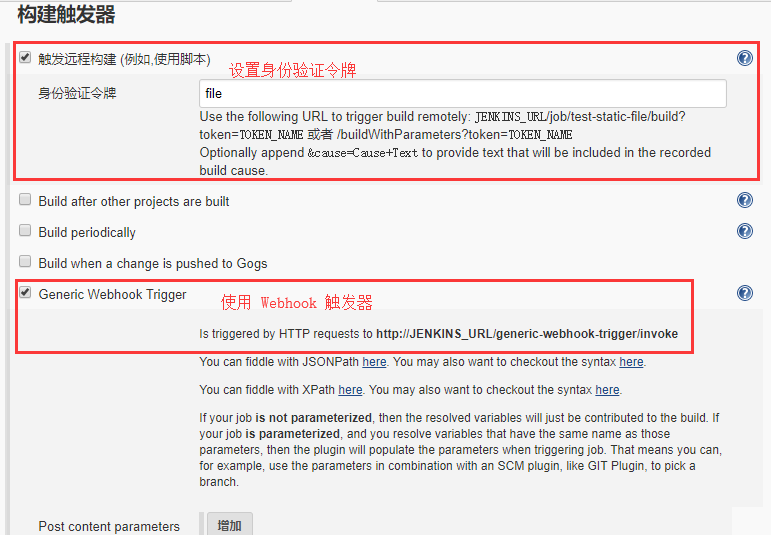 构建触发器
触发远程构建 (例如,使用脚本)
设置身份验证令牌
身份验证令牌
file
Use the following URL to trigger build remotely: JENKINS_URL/job/test-static-file/build?
token=TOKEN_NAME 或者 /buildWithParameters?token=TOKEN_NAME
Optionally append &cause=Cause+Text to provide text that will be included in the recorded
build cause.
Build after other projects are built
Build periodically
Build when a change is pushed to Gogs
Generic Webhook Trigger
使用 Webhook 触发器
Is triggered by HTTP requests to http://JENKINS_URL/generic-webhook-trigger/invoke
You can fiddle with JSONPath here. You may also want to checkout the syntax here.
You can fiddle with XPath here. You may also want to checkout the syntax here.
If your job is not parameterized, then the resolved variables will just be contributed to the build. If
your job is parameterized, and you resolve variables that have the same name as those
parameters, then the plugin will populate the parameters when triggering job. That means you can,
for example, use the parameters in combination with an SCM plugin, like GIT Plugin, to pick a
branch.
Post content parameters
增加